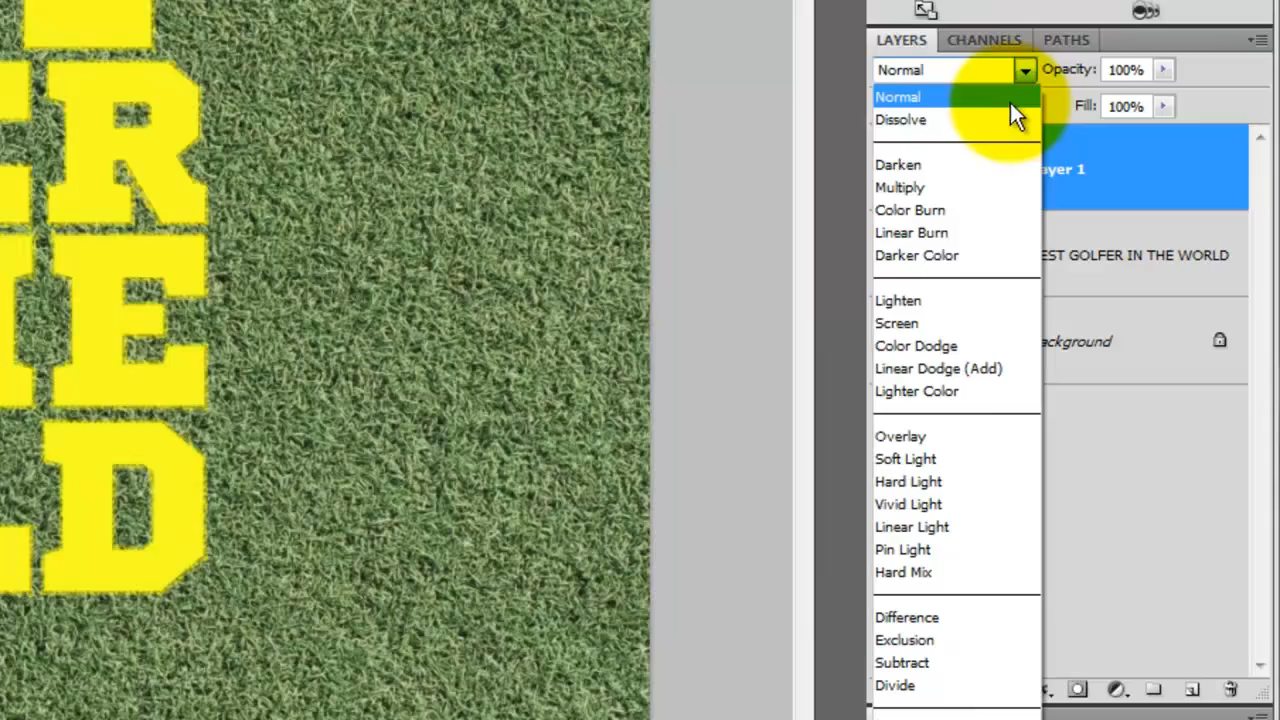 LAYERS CHANNELS PATHS
Normal Opacity: 100%
Normal Fill: 100%
Dissolve
Darken
ayer 1
Multiply
Color Burn
Linear Burn
Darker Color
EST GOLFER IN THE WORLD
Lighten
Screen
Color Dodge
ackground
Linear Dodge (Add)
Lighter Color
Overlay
Soft Light
Hard Light
Vivid Light
Linear Light
Pin Light
Hard Mix
Difference
Exclusion
Subtract
Divide
R
E
D